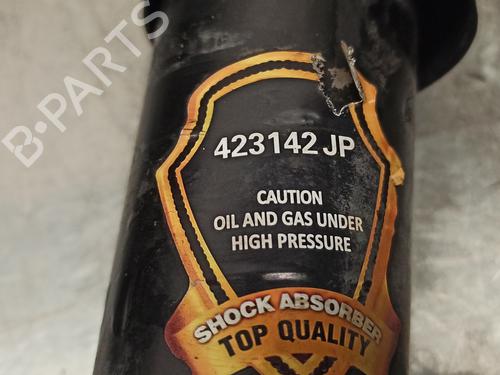 B-PARTS
423142 JP
CAUTION
OIL AND GAS UNDER
HIGH PRESSURE
SHOCK ABSORBER
TOP QUALITY